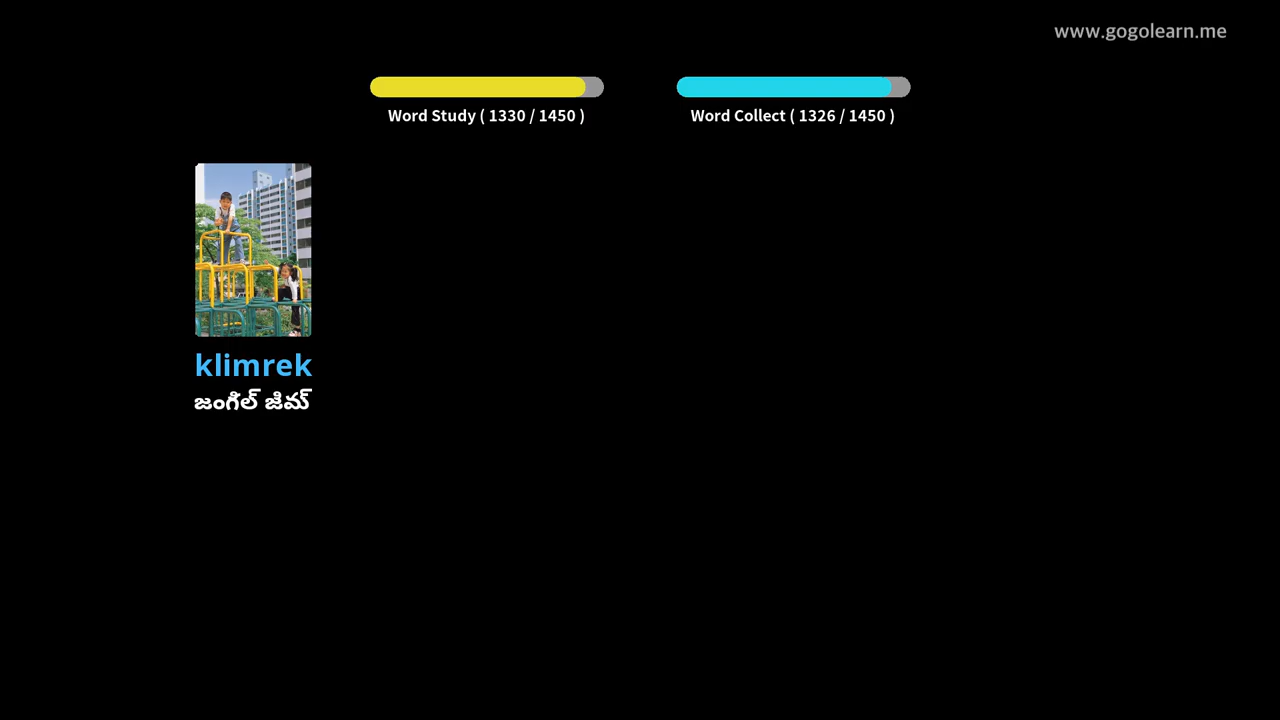 www.gogolearn.me
Word Study ( 1330 / 1450 )
Word Collect ( 1326 / 1450 )
klimrek
జంగిల్ జిమ్